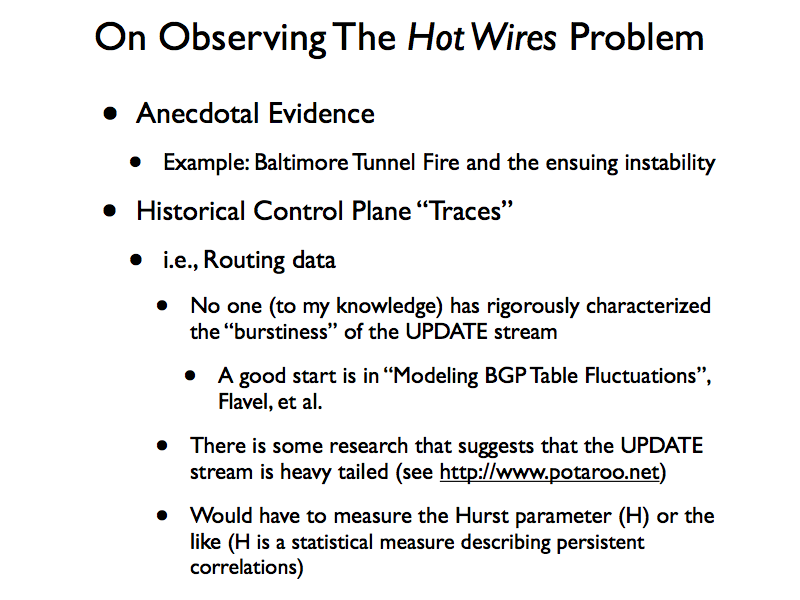 On Observing The Hot Wires Problem
• Anecdotal Evidence
• Example: Baltimore Tunnel Fire and the ensuing instability
• Historical Control Plane “Traces”
• i.e., Routing data
• No one (to my knowledge) has rigorously characterized
the “burstiness” of the UPDATE stream
• A good start is in “Modeling BGP Table Fluctuations”,
Flavel, et al.
• There is some research that suggests that the UPDATE
stream is heavy tailed (see http://www.potaroo.net)
• Would have to measure the Hurst parameter (H) or the
like (H is a statistical measure describing persistent
correlations)